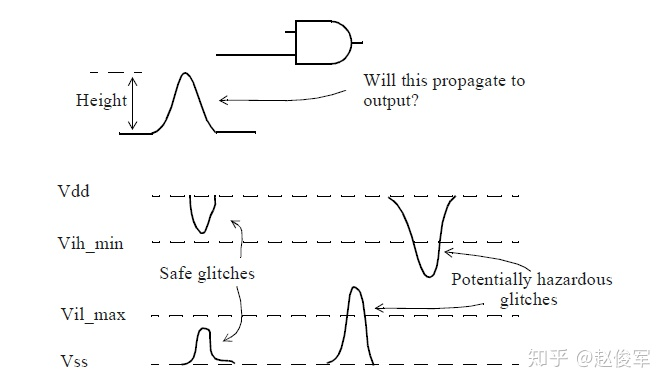 Will this propagate to
output?
Height
Vdd
Vih_min
Safe glitches
Potentially hazardous
glitches
Vil_max
Vss
知乎 @赵俊军